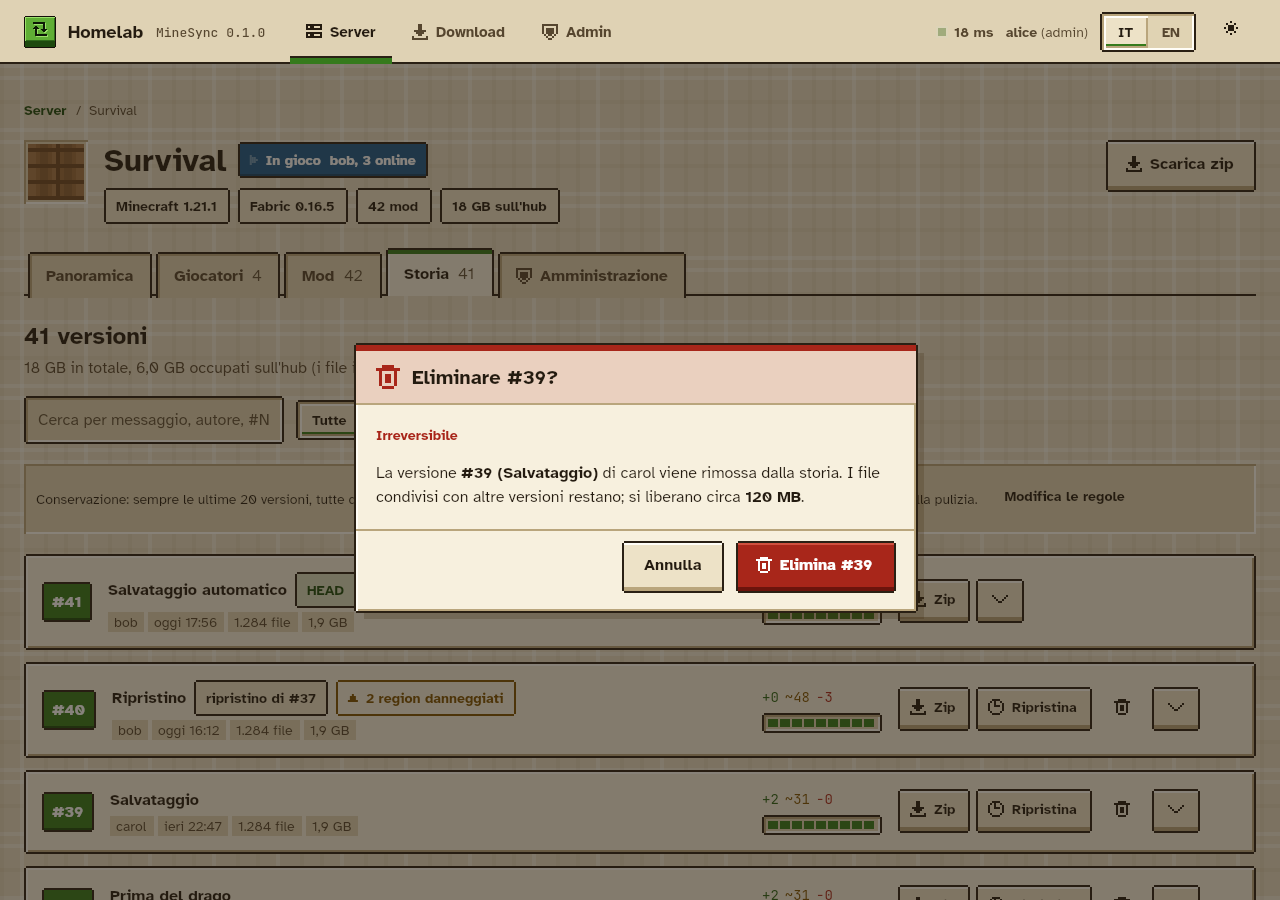 Homelab MineSync 0.1.0 Server Download Admin 18 ms alice (admin) IT EN
Server / Survival
Survival In gioco bob, 3 online Scarica zip
Minecraft 1.21.1 Fabric 0.16.5 42 mod 18 GB sull'hub
Panoramica Giocatori 4 Mod 42 Storia 41 Amministrazione
41 versioni
18 GB in totale, 6,0 GB occupati sull'hub (i file
Cerca per messaggio, autore, #N Tutte
Conservazione: sempre le ultime 20 versioni, tutte pulizia. Modifica le regole
Eliminare #39?
Irreversibile
La versione #39 (Salvataggio) di carol viene rimossa dalla storia. I file
condivisi con altre versioni restano; si liberano circa 120 MB.
Annulla Elimina #39
#41 Salvataggio automatico HEAD Zip
bob oggi 17:56 1.284 file 1,9 GB
#40 Ripristino ripristino di #37 2 region danneggiati +0 ~48 -3 Zip Ripristina
bob oggi 16:12 1.284 file 1,9 GB
#39 Salvataggio +2 ~31 -0 Zip Ripristina
carol ieri 22:47 1.284 file 1,9 GB
Prima del drago +2 ~31 -0